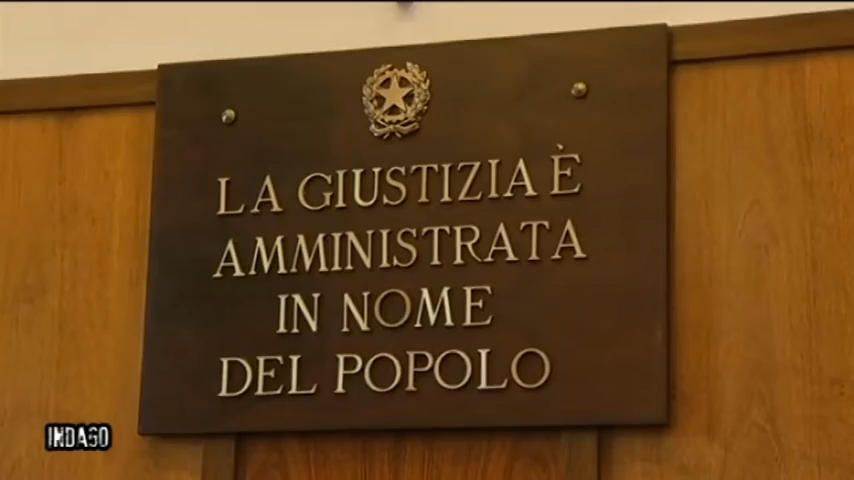 LA GIUSTIZIA È
AMMINISTRATA
IN NOME
DEL POPOLO
INDAGO